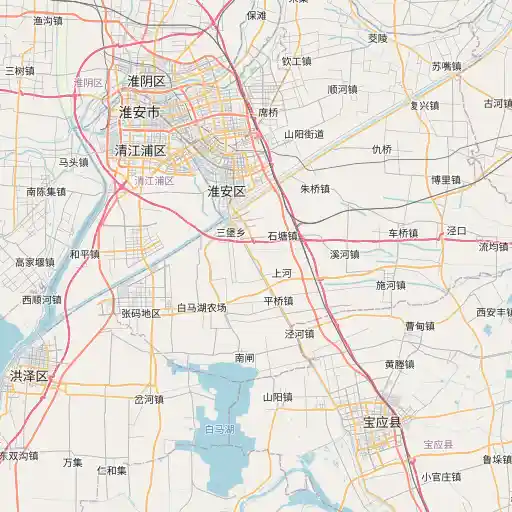 渔沟镇
保滩
茭陵
钦工镇
苏嘴镇
三树镇
淮阴区
淮阴区
顺河镇
复兴镇
古河镇
淮安市
席桥
山阳街道
清江浦区
仇桥
马头镇
清江浦区
博里镇
南陈集镇
淮安区
朱桥镇
三堡乡
石塘镇
车桥镇
泾口
流均镇
和平镇
溪河镇
高家堰镇
上河
施河镇
西顺河镇
白马湖农场
平桥镇
张码地区
西安丰镇
曹甸镇
泾河镇
南闸
黄塍镇
洪泽区
岔河镇
山阳镇
宝应县
白马湖
宝应县
东双沟镇
万集
仁和集
鲁垛镇
小官庄镇